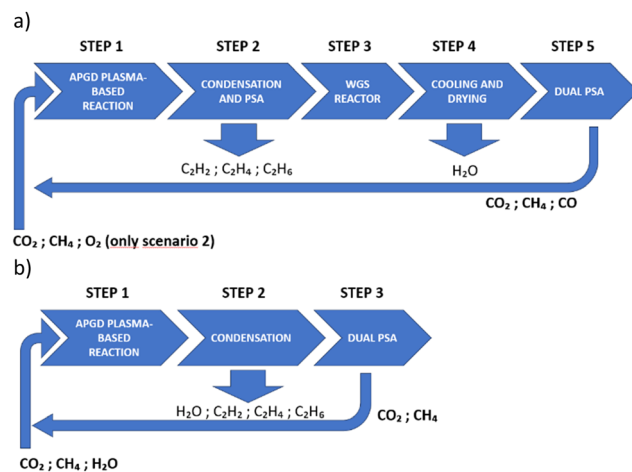 a)
STEP 1 STEP 2 STEP 3 STEP 4 STEP 5
APGD PLASMA-
BASED
REACTION
CONDENSATION
AND PSA
WGS
REACTOR
COOLING AND
DRYING
DUAL PSA
C₂H₂ ; C₂H₄ ; C₂H₆
H₂O
CO₂ ; CH₄ ; CO
CO₂ ; CH₄ ; O₂ (only scenario 2)
b)
STEP 1 STEP 2 STEP 3
APGD PLASMA-
BASED
REACTION
CONDENSATION
DUAL PSA
H₂O ; C₂H₂ ; C₂H₄ ; C₂H₆
CO₂ ; CH₄
CO₂ ; CH₄ ; H₂O